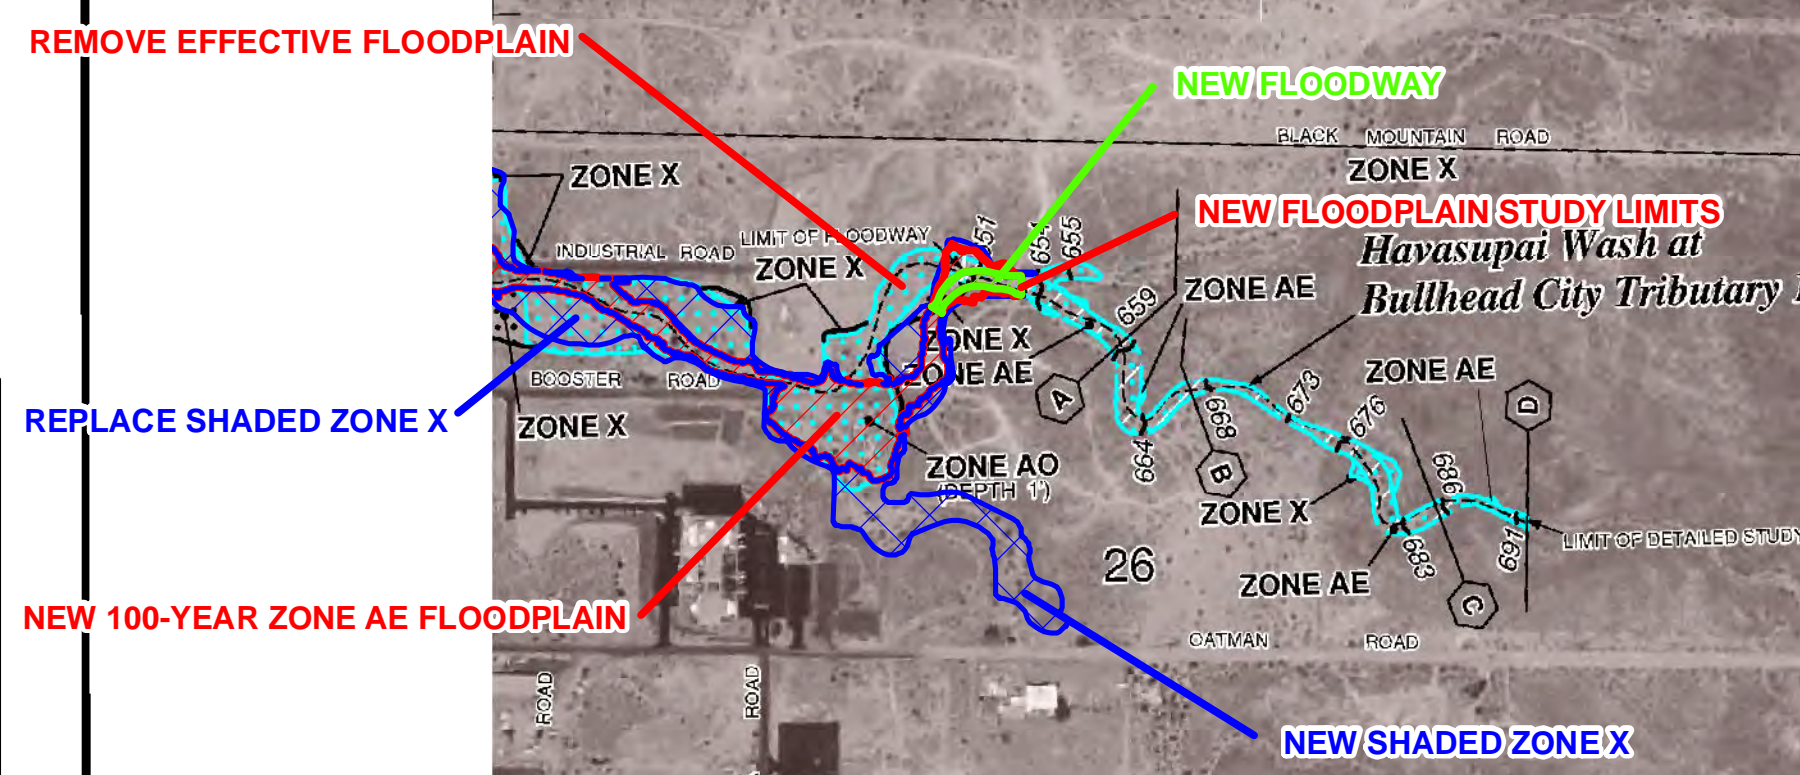 REMOVE EFFECTIVE FLOODPLAIN
NEW FLOODWAY
BLACK MOUNTAIN ROAD
ZONE X
ZONE X
NEW FLOODPLAIN STUDY LIMITS
INDUSTRIAL ROAD
LIMIT OF FLOODWAY
651
654
655
Havasupai Wash at
Bullhead City Tributary
ZONE X
ZONE AE
659
ZONE X
ZONE AE
BOOSTER ROAD
ZONE AE
A
668
673
676
D
REPLACE SHADED ZONE X
ZONE X
664
B
ZONE AO
(DEPTH 1')
686
ZONE X
691
LIMIT OF DETAILED STUDY
683
26
ZONE AE
C
NEW 100-YEAR ZONE AE FLOODPLAIN
OATMAN ROAD
ROAD
ROAD
NEW SHADED ZONE X